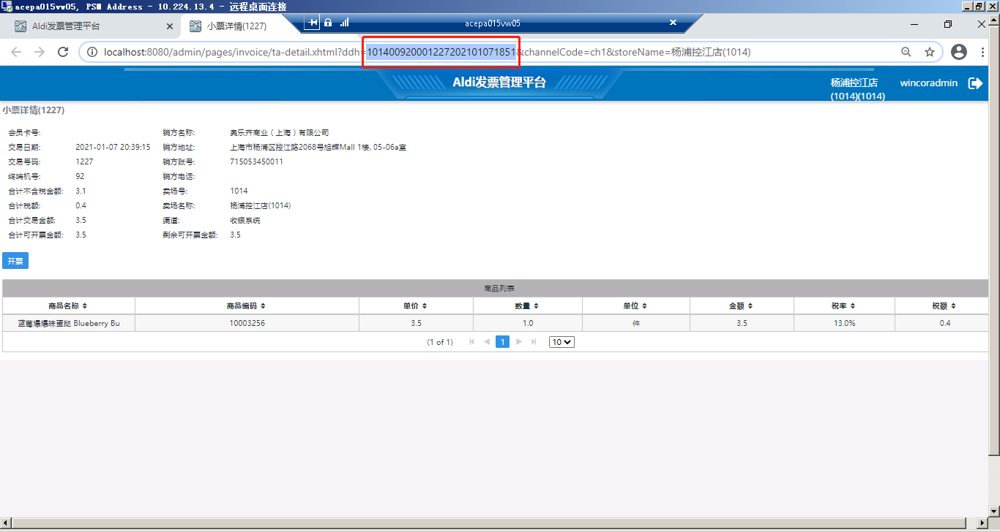 acepa015vw05, PSM Address - 10.224.13.4 - 远程桌面连接
Aldi发票管理平台
小票详情(1227)
acepa015vw05
localhost:8080/admin/pages/invoice/ta-detail.xhtml?ddh=101400920001227202101071851&channelCode=ch1&storeName=杨浦控江店(1014)
Aldi发票管理平台
杨浦控江店
(1014)(1014)
wincoradmin
小票详情(1227)
会员卡号: 销方名称: 奥乐齐商业（上海）有限公司
交易日期: 2021-01-07 20:39:15 销方地址: 上海市杨浦区控江路2068号旭辉Mall 1楼, 05-06a室
交易号码: 1227 销方账号: 715053450011
终端机号: 92 销方电话:
合计不含税金额: 3.1 卖场号: 1014
合计税额: 0.4 卖场名称: 杨浦控江店(1014)
合计交易金额: 3.5 渠道: 收银系统
合计可开票金额: 3.5 剩余可开票金额: 3.5
开票
商品列表
商品名称 商品编码 单价 数量 单位 金额 税率 税额
蓝莓爆爆珠蛋挞 Blueberry Bu 10003256 3.5 1.0 件 3.5 13.0% 0.4
(1 of 1) 1 10